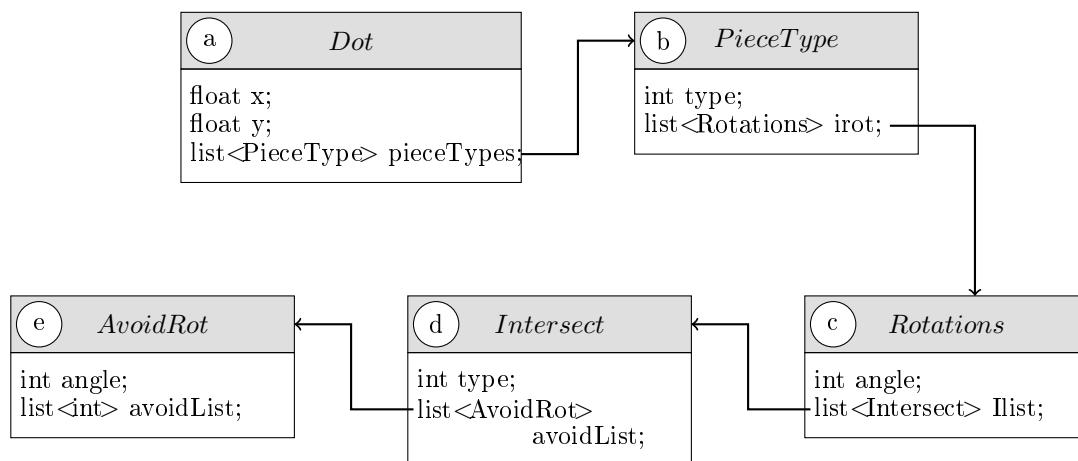 a Dot
float x;
float y;
list<PieceType> pieceTypes;
b PieceType
int type;
list<Rotations> irot;
c Rotations
int angle;
list<Intersect> Ilist;
d Intersect
int type;
list<AvoidRot>
avoidList;
e AvoidRot
int angle;
list<int> avoidList;